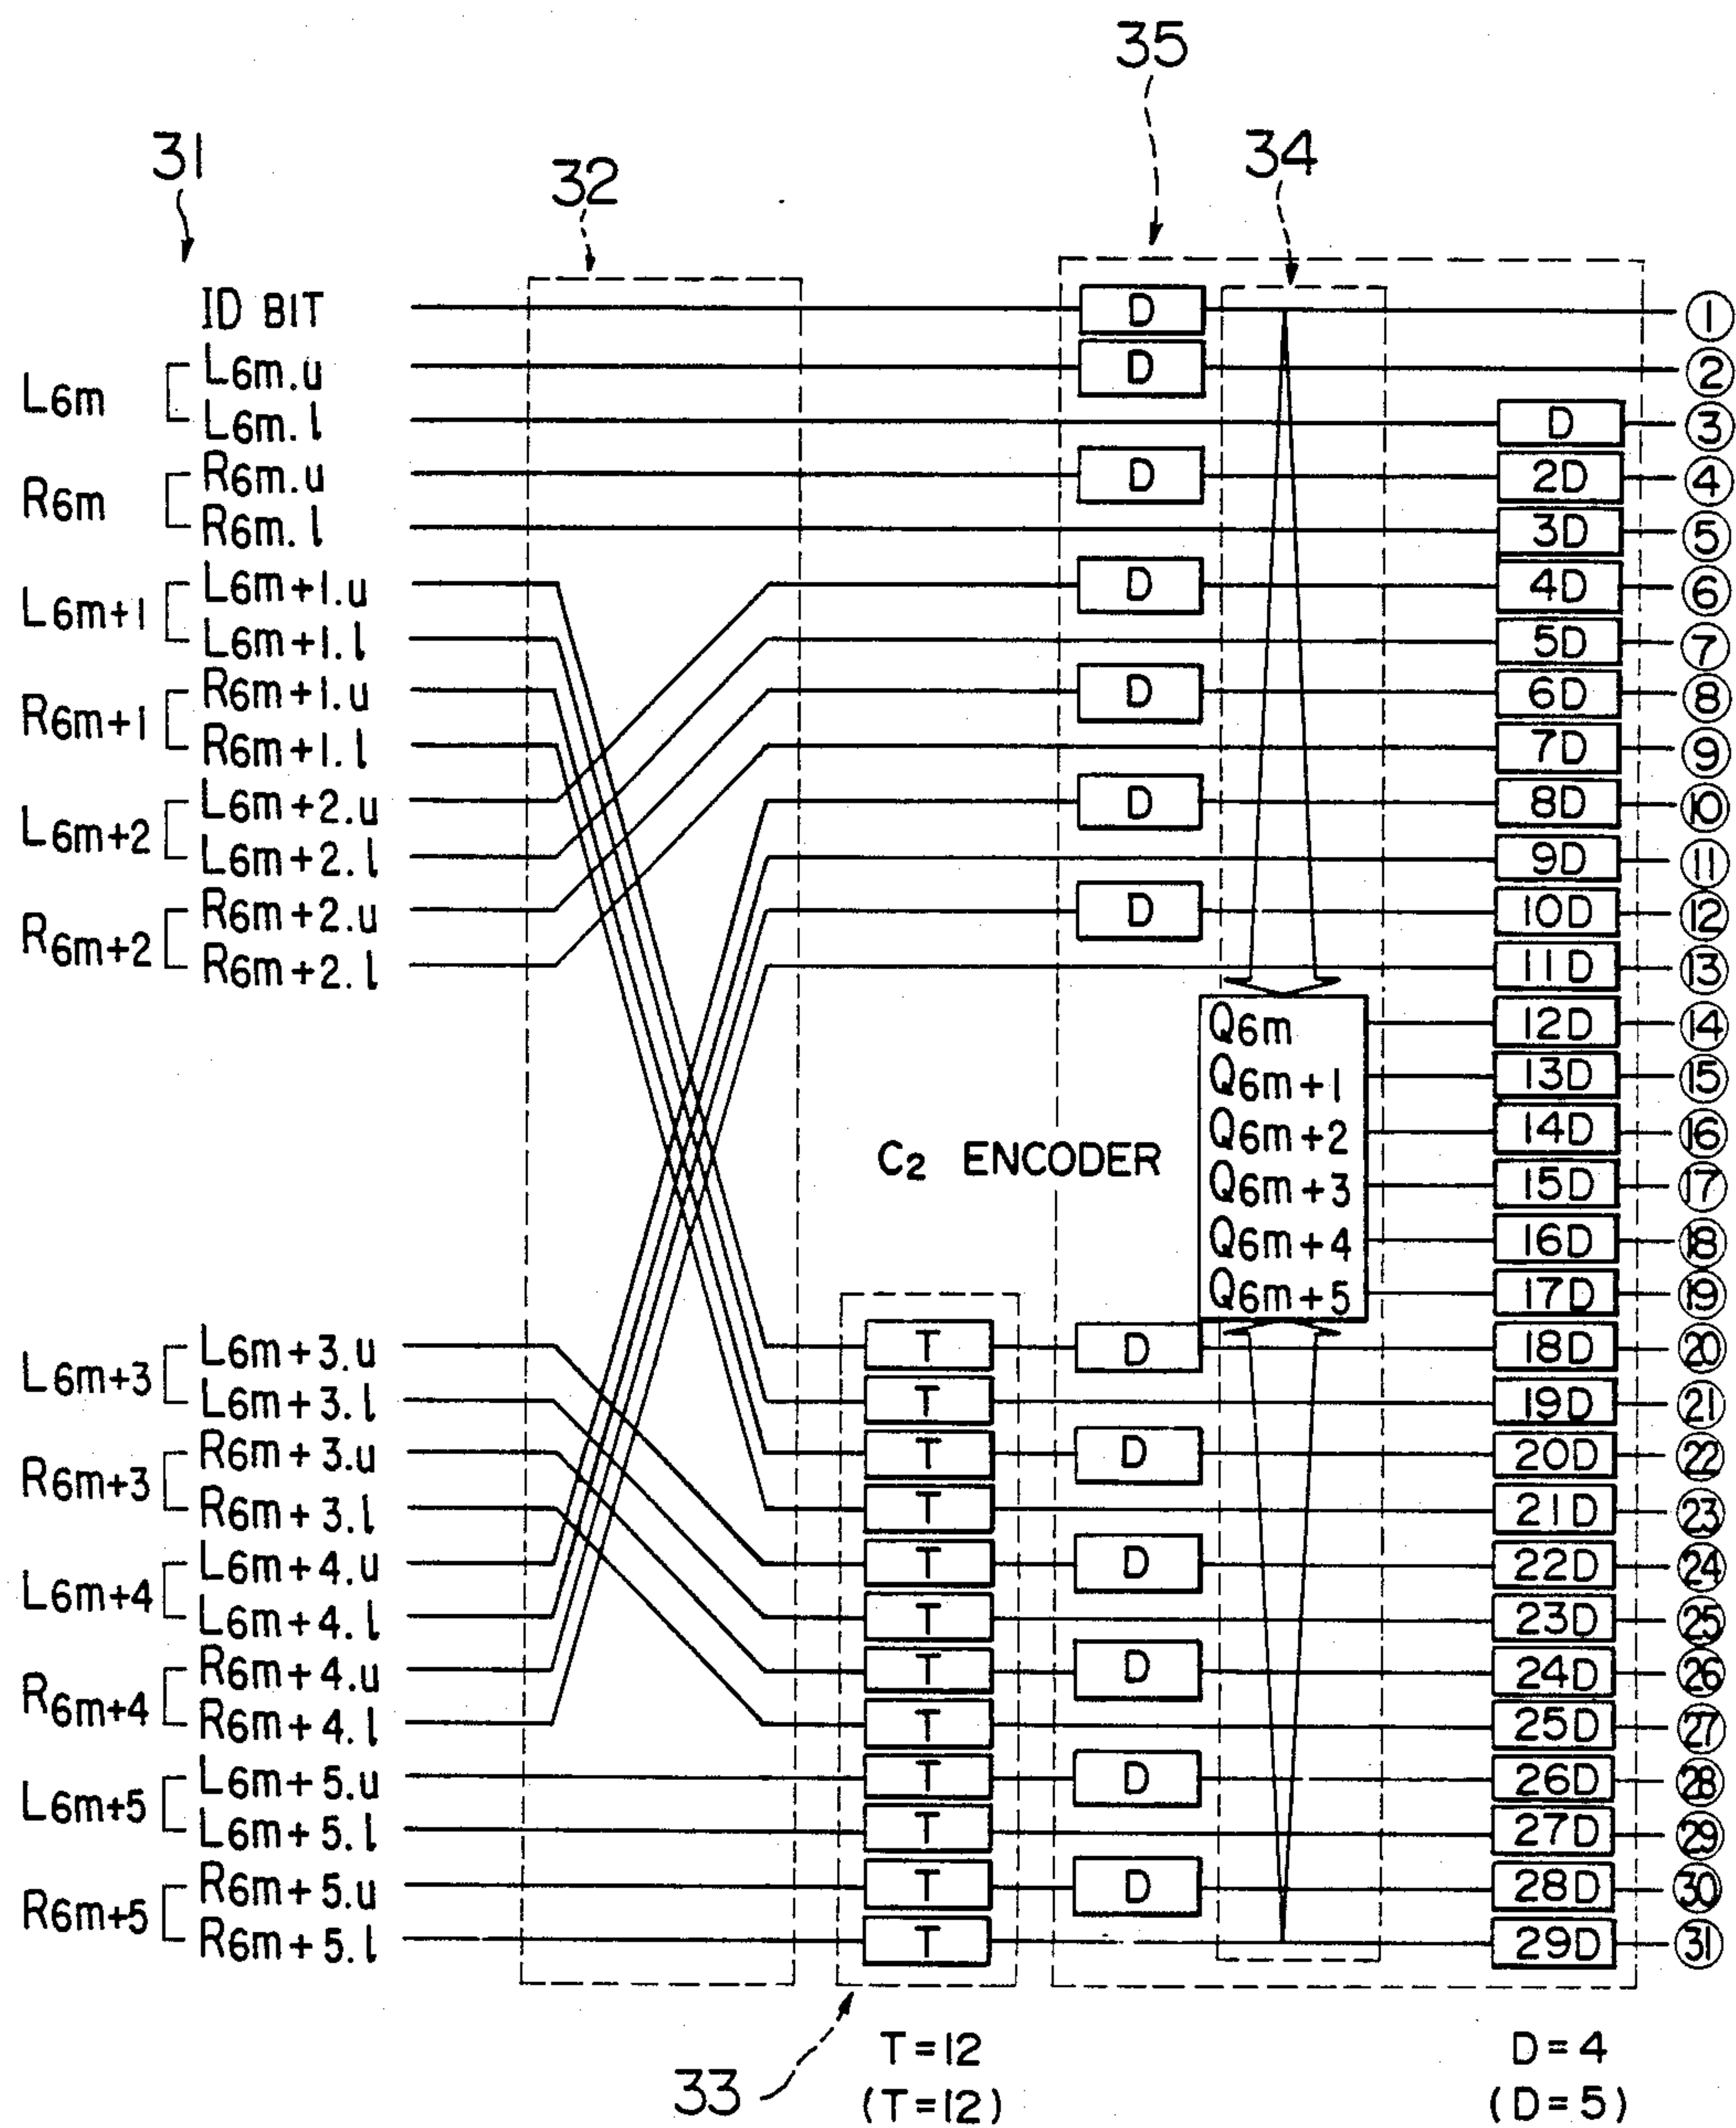 35
31
32
34
ID BIT D ①
L6m L6m.u D ②
L6m.l D ③
R6m R6m.u D 2D ④
R6m.l 3D ⑤
L6m+1 L6m+1.u D 4D ⑥
L6m+1.l 5D ⑦
R6m+1 R6m+1.u D 6D ⑧
R6m+1.l 7D ⑨
L6m+2 L6m+2.u D 8D ⑩
L6m+2.l 9D ⑪
R6m+2 R6m+2.u D 10D ⑫
R6m+2.l 11D ⑬
Q6m 12D ⑭
Q6m+1 13D ⑮
C2 ENCODER Q6m+2 14D ⑯
Q6m+3 15D ⑰
Q6m+4 16D ⑱
Q6m+5 17D ⑲
L6m+3 L6m+3.u T D 18D ⑳
L6m+3.l T 19D ㉑
R6m+3 R6m+3.u T D 20D ㉒
R6m+3.l T 21D ㉓
L6m+4 L6m+4.u T D 22D ㉔
L6m+4.l T 23D ㉕
R6m+4 R6m+4.u T D 24D ㉖
R6m+4.l T 25D ㉗
L6m+5 L6m+5.u T D 26D ㉘
L6m+5.l T 27D ㉙
R6m+5 R6m+5.u T D 28D ㉚
R6m+5.l T 29D ㉛
33
T=12 D=4
(T=12) (D=5)